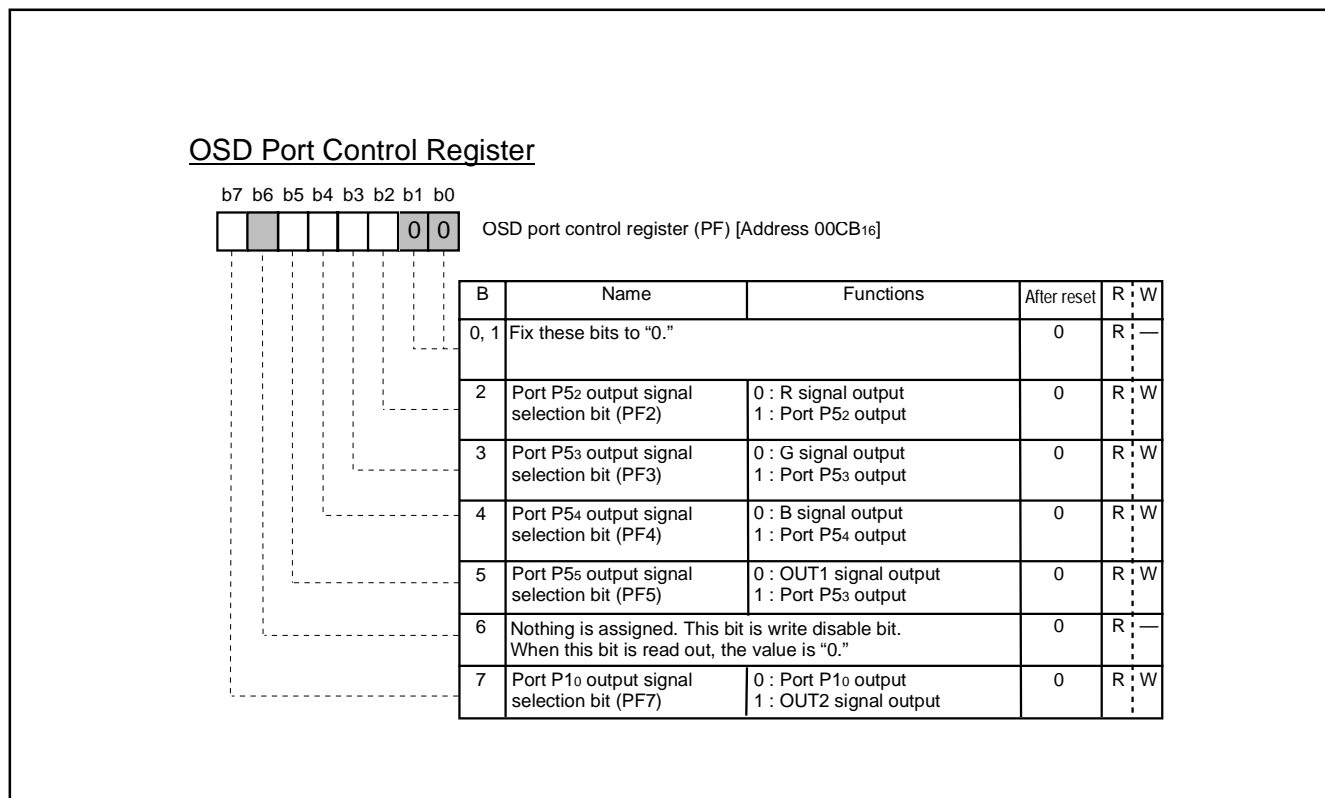 OSD Port Control Register
b7 b6 b5 b4 b3 b2 b1 b0
0 0 OSD port control register (PF) [Address 00CB16]
B Name Functions After reset R W
0, 1 Fix these bits to “0.” 0 R —
2 Port P52 output signal 0 : R signal output 0 R W
selection bit (PF2) 1 : Port P52 output
3 Port P53 output signal 0 : G signal output 0 R W
selection bit (PF3) 1 : Port P53 output
4 Port P54 output signal 0 : B signal output 0 R W
selection bit (PF4) 1 : Port P54 output
5 Port P55 output signal 0 : OUT1 signal output 0 R W
selection bit (PF5) 1 : Port P53 output
6 Nothing is assigned. This bit is write disable bit. 0 R —
When this bit is read out, the value is “0.”
7 Port P10 output signal 0 : Port P10 output 0 R W
selection bit (PF7) 1 : OUT2 signal output